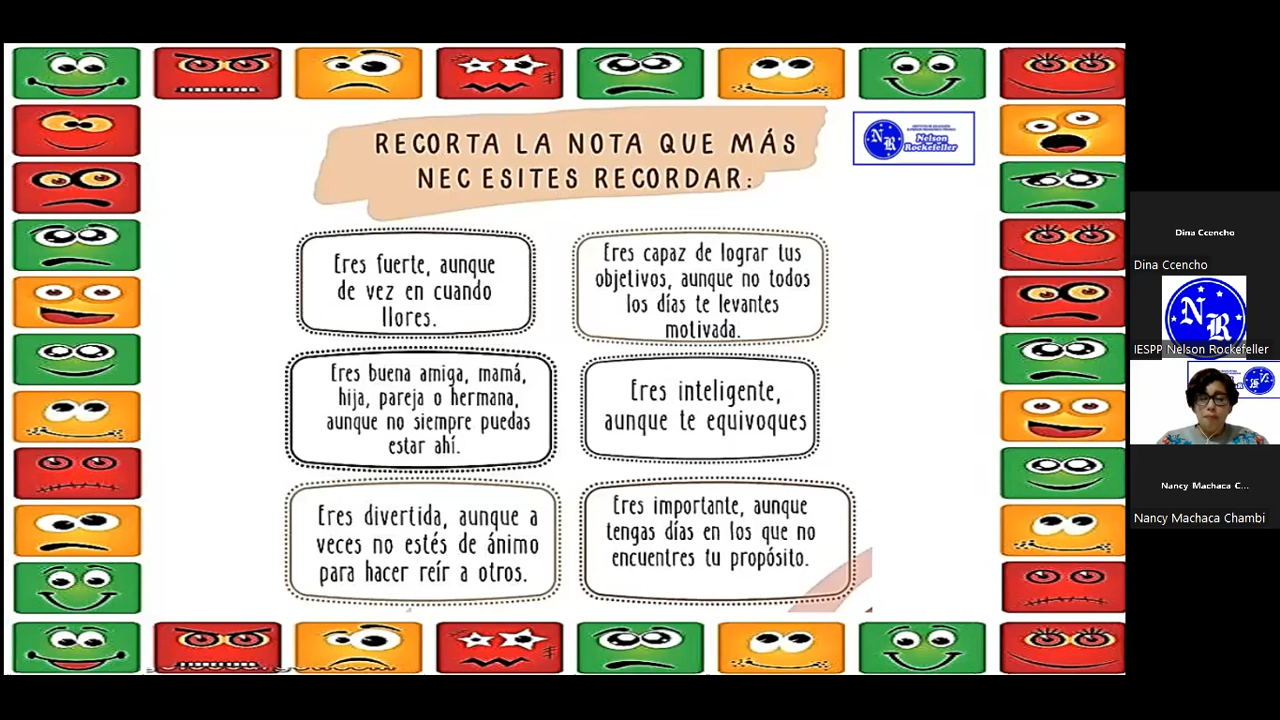 RECORTA LA NOTA QUE MÁS
NEC ESITES RECORDAR:
Nelson
Rockefeller
Eres fuerte, aunque
de vez en cuando
llores.
Eres capaz de lograr tus
objetivos, aunque no todos
los días te levantes
motivada.
Eres buena amiga, mamá,
hija, pareja o hermana,
aunque no siempre puedas
estar ahí.
Eres inteligente,
aunque te equivoques
Eres divertida, aunque a
veces no estés de ánimo
para hacer reír a otros.
Eres importante, aunque
tengas días en los que no
encuentres tu propósito.
Dina Ccencho
Dina Ccencho
N
R
IESPP Nelson Rockefeller
Nancy Machaca C...
Nancy Machaca Chambi